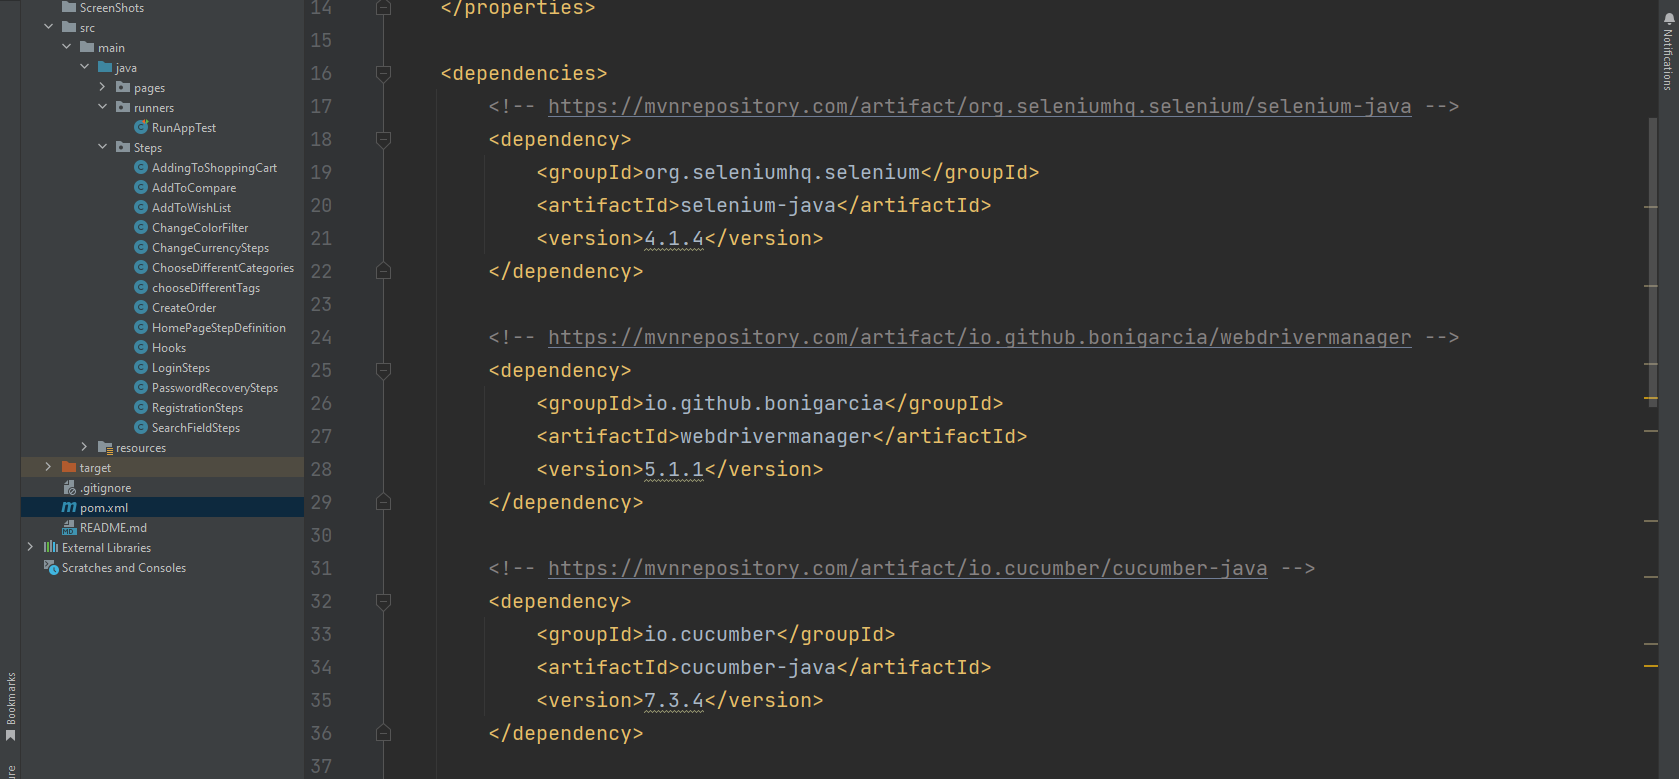 ScreenShots
src
main
java
pages
runners
RunAppTest
Steps
AddingToShoppingCart
AddToCompare
AddToWishList
ChangeColorFilter
ChangeCurrencySteps
ChooseDifferentCategories
chooseDifferentTags
CreateOrder
HomePageStepDefinition
Hooks
LoginSteps
PasswordRecoverySteps
RegistrationSteps
SearchFieldSteps
resources
target
.gitignore
pom.xml
README.md
External Libraries
Scratches and Consoles
Bookmarks
14 </properties>
15
16 <dependencies>
17 <!-- https://mvnrepository.com/artifact/org.seleniumhq.selenium/selenium-java -->
18 <dependency>
19 <groupId>org.seleniumhq.selenium</groupId>
20 <artifactId>selenium-java</artifactId>
21 <version>4.1.4</version>
22 </dependency>
23
24 <!-- https://mvnrepository.com/artifact/io.github.bonigarcia/webdrivermanager -->
25 <dependency>
26 <groupId>io.github.bonigarcia</groupId>
27 <artifactId>webdrivermanager</artifactId>
28 <version>5.1.1</version>
29 </dependency>
30
31 <!-- https://mvnrepository.com/artifact/io.cucumber/cucumber-java -->
32 <dependency>
33 <groupId>io.cucumber</groupId>
34 <artifactId>cucumber-java</artifactId>
35 <version>7.3.4</version>
36 </dependency>
37
Notifications